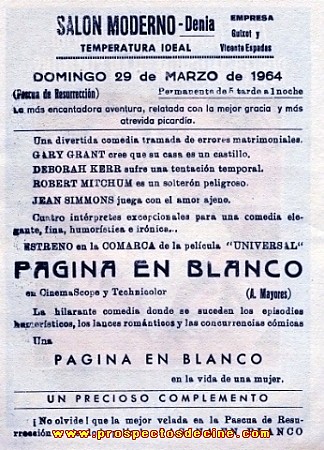 SALON MODERNO - Denia
EMPRESA
Guizot y
Vicente Espados
TEMPERATURA IDEAL
DOMINGO 29 de MARZO de 1964
(Pascua de Resurrección) Permanente de 5 tarde a 1 noche
La más encantadora aventura, relatada con la mejor gracia y más
atrevida picardía.
Una divertida comedia tramada de errores matrimoniales.
GARY GRANT cree que su casa es un castillo.
DEBORAH KERR sufre una tentación temporal.
ROBERT MITCHUM es un solterón peligroso.
JEAN SIMMONS juega con el amor ajeno.
Cuatro intérpretes excepcionales para una comedia ele-
gante, fina, humorística e irónica..
ESTRENO en la COMARCA de la película "UNIVERSAL"
PAGINA EN BLANCO
en CinemaScope y Technicolor (A. Mayores)
La hilarante comedia donde se suceden los episodios
humorísticos, los lances románticos y las concurrencias cómicas
Una
PAGINA EN BLANCO
en la vida de una mujer.
UN PRECIOSO COMPLEMENTO
¡No olvide! que la mejor velada en la Pascua de Resu-
rrección BLANCO
www.prospectosdecine.com